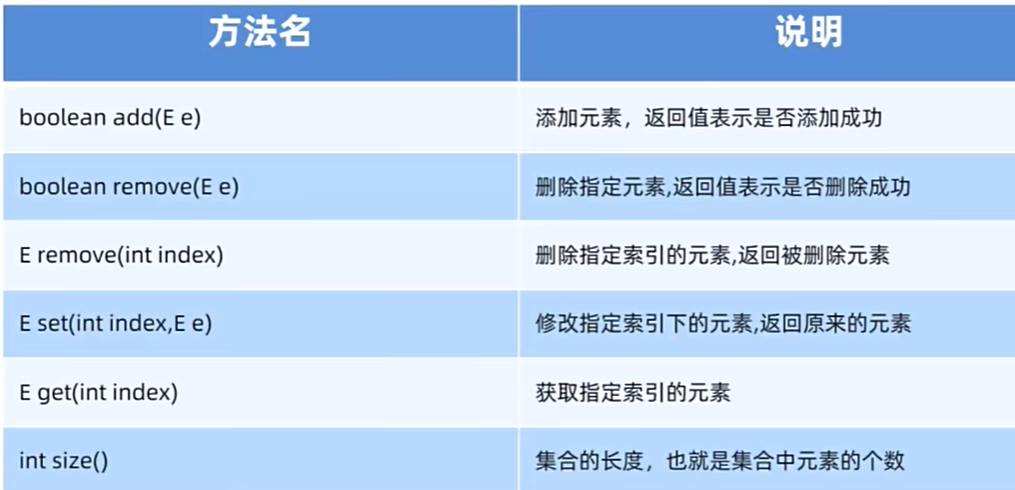 方法名 说明
boolean add(E e) 添加元素，返回值表示是否添加成功
boolean remove(E e) 删除指定元素,返回值表示是否删除成功
E remove(int index) 删除指定索引的元素,返回被删除元素
E set(int index,E e) 修改指定索引下的元素,返回原来的元素
E get(int index) 获取指定索引的元素
int size() 集合的长度，也就是集合中元素的个数